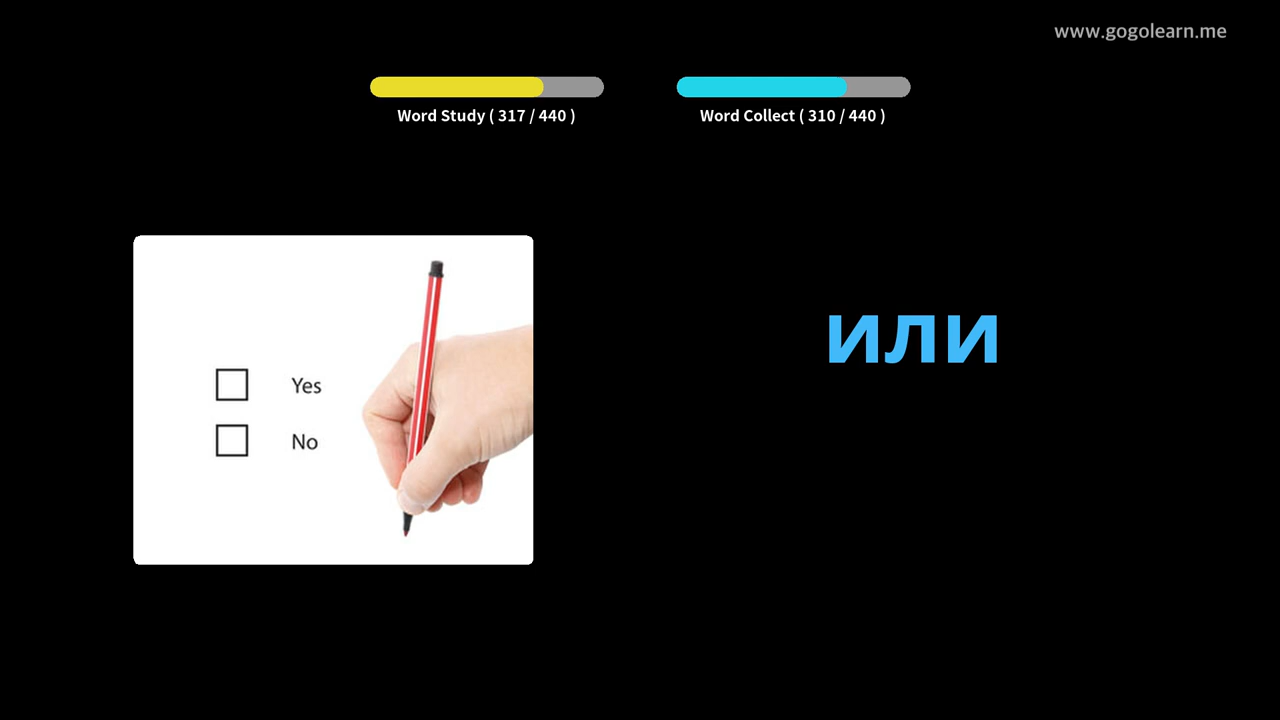 www.gogolearn.me
Word Study ( 317 / 440 )
Word Collect ( 310 / 440 )
Yes
No
или